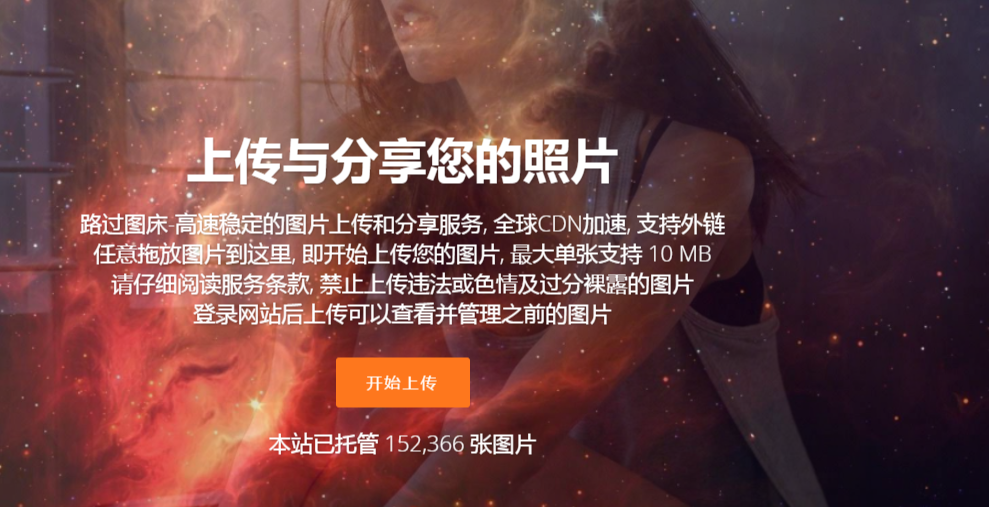 上传与分享您的照片
路过图床-高速稳定的图片上传和分享服务, 全球CDN加速, 支持外链
任意拖放图片到这里, 即开始上传您的图片, 最大单张支持 10 MB
请仔细阅读服务条款, 禁止上传违法或色情及过分裸露的图片
登录网站后上传可以查看并管理之前的图片
开始上传
本站已托管 152,366 张图片